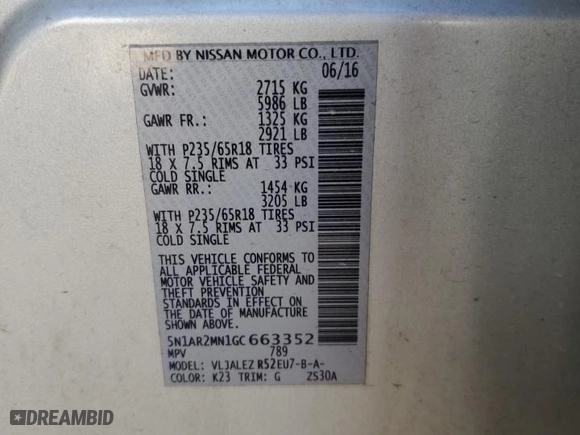 MFD BY NISSAN MOTOR CO., LTD.
DATE: 06/16
GVWR: 2715 KG
5986 LB
GAWR FR.: 1325 KG
2921 LB
WITH P235/65R18 TIRES
18 X 7.5 RIMS AT 33 PSI
COLD SINGLE
GAWR RR.: 1454 KG
3205 LB
WITH P235/65R18 TIRES
18 X 7.5 RIMS AT 33 PSI
COLD SINGLE
THIS VEHICLE CONFORMS TO
ALL APPLICABLE FEDERAL
MOTOR VEHICLE SAFETY AND
THEFT PREVENTION
STANDARDS IN EFFECT ON
THE DATE OF MANUFACTURE
SHOWN ABOVE.
5N1AR2MN1GC663352
MPV 789
MODEL: VLJALEZ R52EU7-B-A-
COLOR: K23 TRIM: G ZS30A
DREAMBID